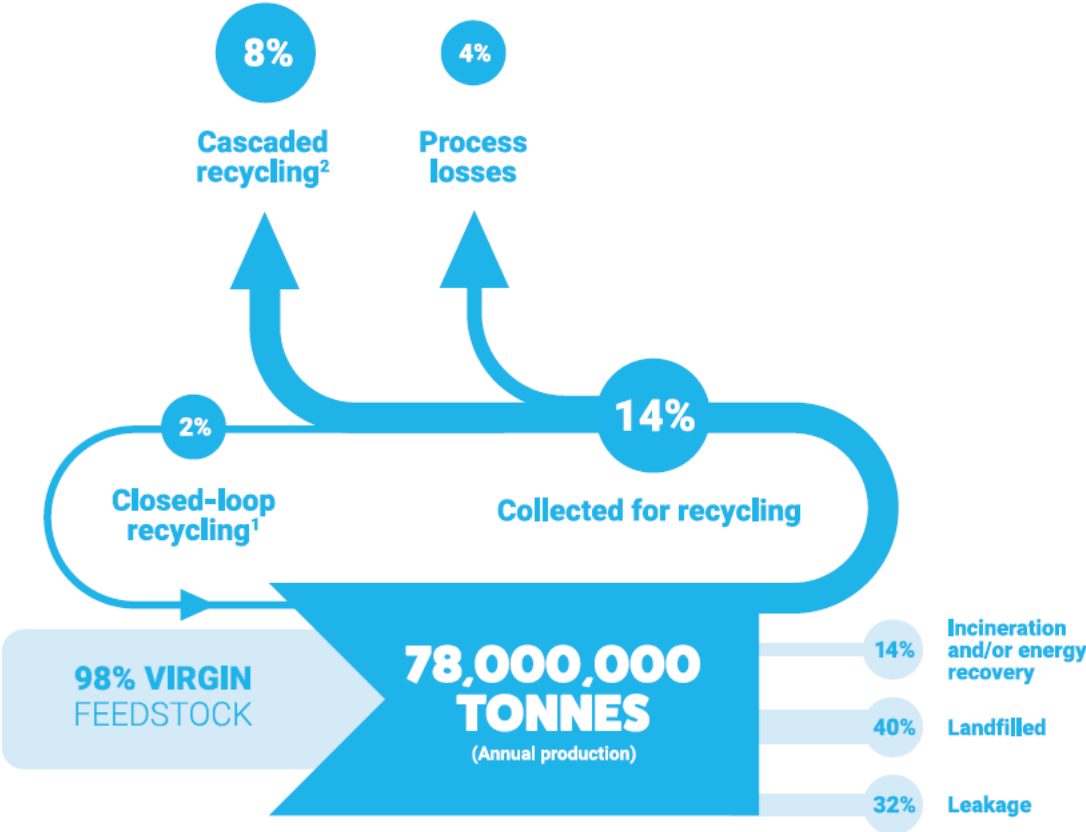 8%
4%
Cascaded
recycling²
Process
losses
2%
14%
Closed-loop
recycling¹
Collected for recycling
98% VIRGIN
FEEDSTOCK
78,000,000
TONNES
(Annual production)
14%
Incineration
and/or energy
recovery
40%
Landfilled
32%
Leakage